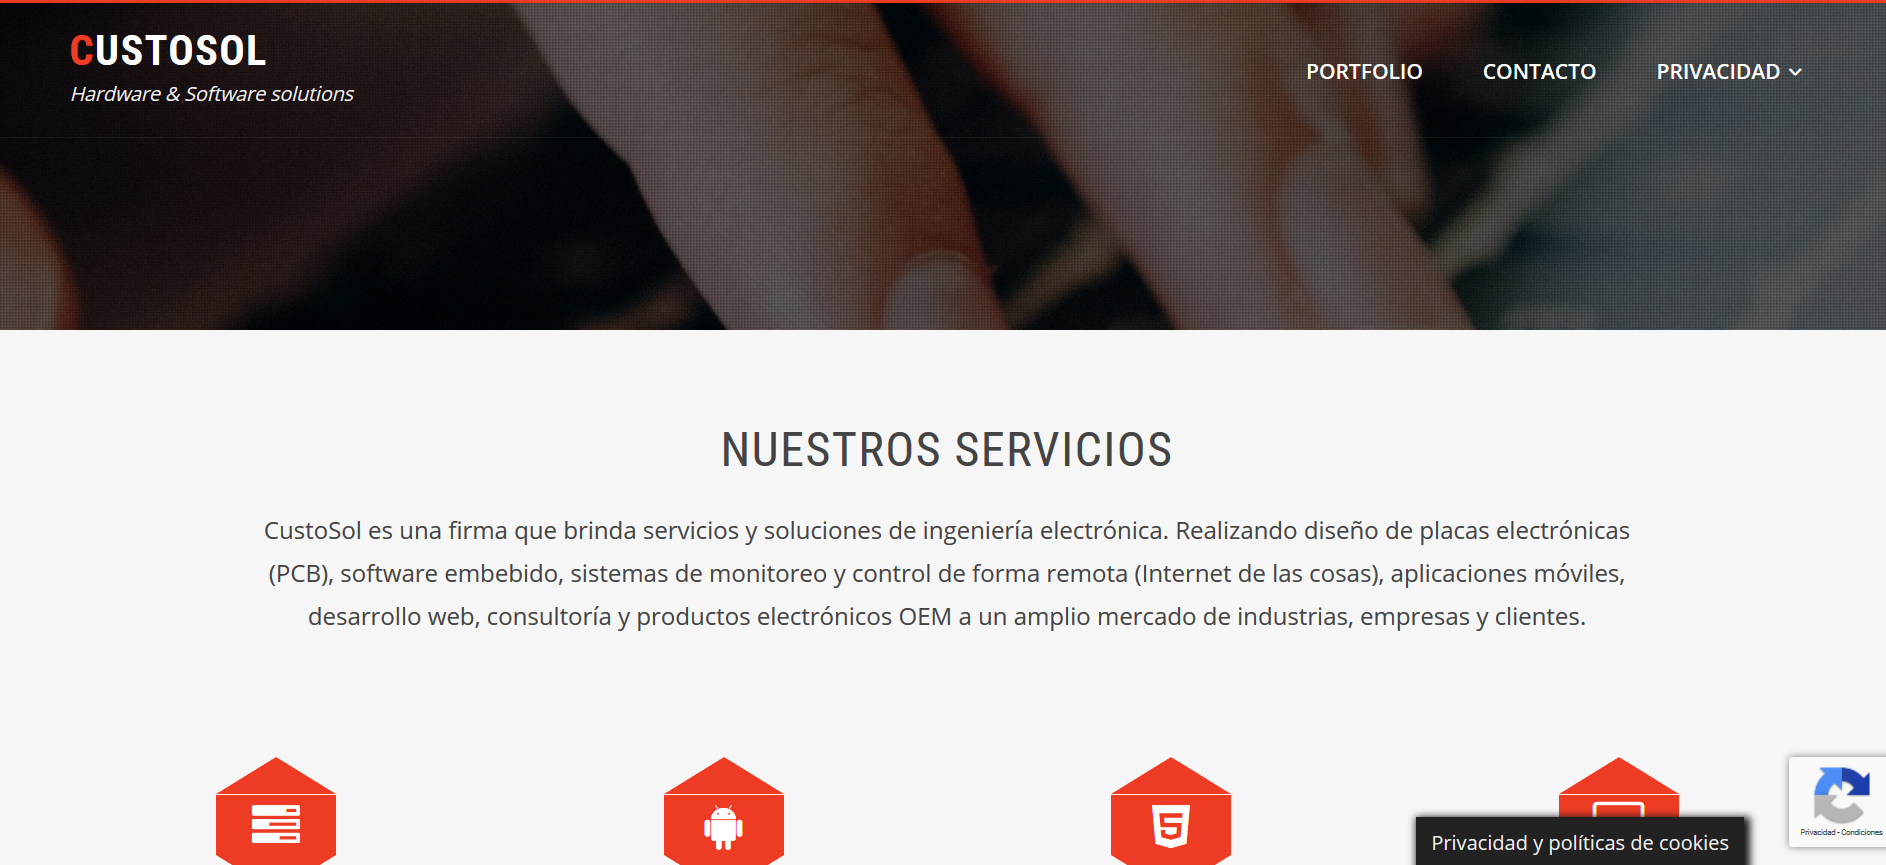 CUSTOSOL
Hardware & Software solutions
PORTFOLIO
CONTACTO
PRIVACIDAD
NUESTROS SERVICIOS
CustoSol es una firma que brinda servicios y soluciones de ingeniería electrónica. Realizando diseño de placas electrónicas
(PCB), software embebido, sistemas de monitoreo y control de forma remota (Internet de las cosas), aplicaciones móviles,
desarrollo web, consultoría y productos electrónicos OEM a un amplio mercado de industrias, empresas y clientes.
Privacidad y políticas de cookies
Privacidad - Condiciones